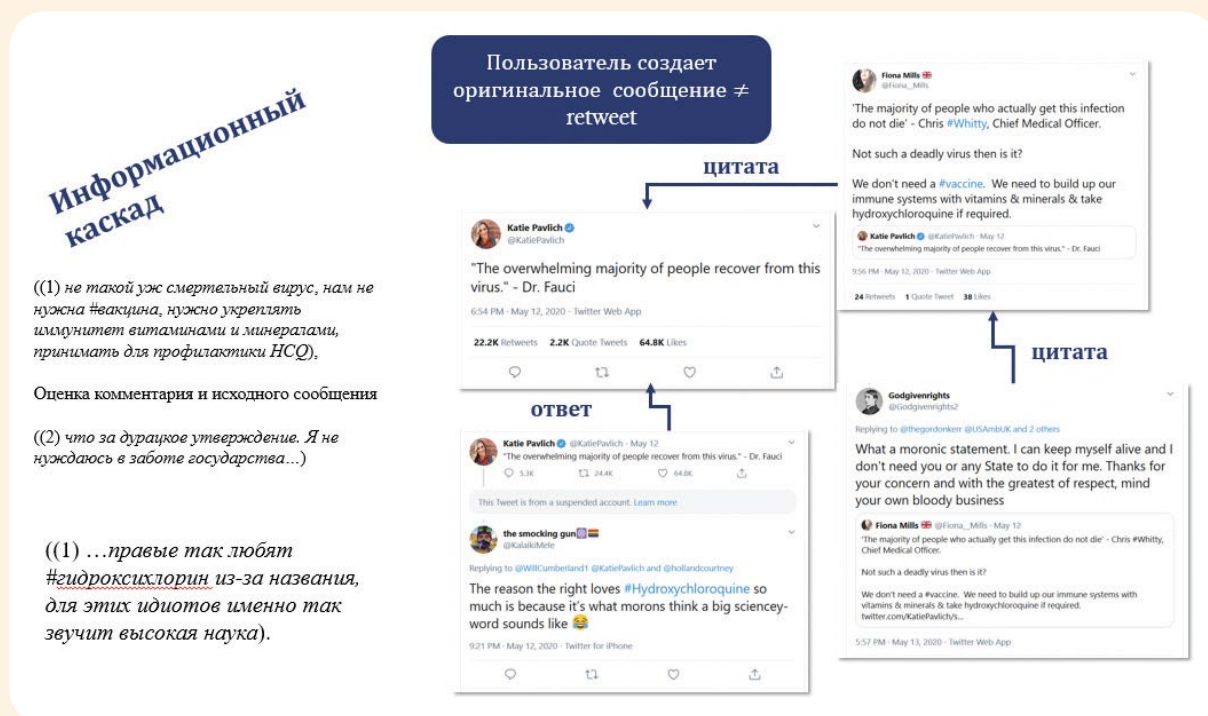 Информационный
каскад
((1) не такой уж смертельный вирус, нам не
нужна #вакцина, нужно укреплять
иммунитет витаминами и минералами,
принимать для профилактики HCQ),
Оценка комментария и исходного сообщения
((2) что за дурацкое утверждение. Я не
нуждаюсь в заботе государства…)
((1) …правые так любят
#гидроксихлорин из-за названия,
для этих идиотов именно так
звучит высокая наука).
Пользователь создает
оригинальное сообщение ≠
retweet
цитата
Katie Pavlich
@KatiePavlich
"The overwhelming majority of people recover from this
virus." - Dr. Fauci
6:54 PM · May 12, 2020 · Twitter Web App
22.2K Retweets 2.2K Quote Tweets 64.8K Likes
ответ
Katie Pavlich @KatiePavlich · May 12
"The overwhelming majority of people recover from this virus." - Dr. Fauci
5.3K 24.4K 64.8K
This Tweet is from a suspended account. Learn more
the smocking gun
@KalaikiMele
Replying to @WillCumberland1 @KatiePavlich and @hollandcourtney
The reason the right loves #Hydroxychloroquine so
much is because it's what morons think a big sciencey-
word sounds like 😂
9:21 PM · May 12, 2020 · Twitter for iPhone
Fiona Mills 🇬🇧
@Fiona__Mills
'The majority of people who actually get this infection
do not die' - Chris #Whitty, Chief Medical Officer.
Not such a deadly virus then is it?
We don't need a #vaccine. We need to build up our
immune systems with vitamins & minerals & take
hydroxychloroquine if required.
Katie Pavlich @KatiePavlich · May 12
"The overwhelming majority of people recover from this virus." - Dr. Fauci
9:56 PM · May 12, 2020 · Twitter Web App
24 Retweets 1 Quote Tweet 38 Likes
цитата
Godgivenrights
@Godgivenrights2
Replying to @thegordonkerr @USAmbUK and 2 others
What a moronic statement. I can keep myself alive and I
don't need you or any State to do it for me. Thanks for
your concern and with the greatest of respect, mind
your own bloody business
Fiona Mills 🇬🇧 @Fiona__Mills · May 12
'The majority of people who actually get this infection do not die' - Chris #Whitty,
Chief Medical Officer.
Not such a deadly virus then is it?
We don't need a #vaccine. We need to build up our immune systems with
vitamins & minerals & take hydroxychloroquine if required.
twitter.com/KatiePavlich/s...
5:57 PM · May 13, 2020 · Twitter Web App